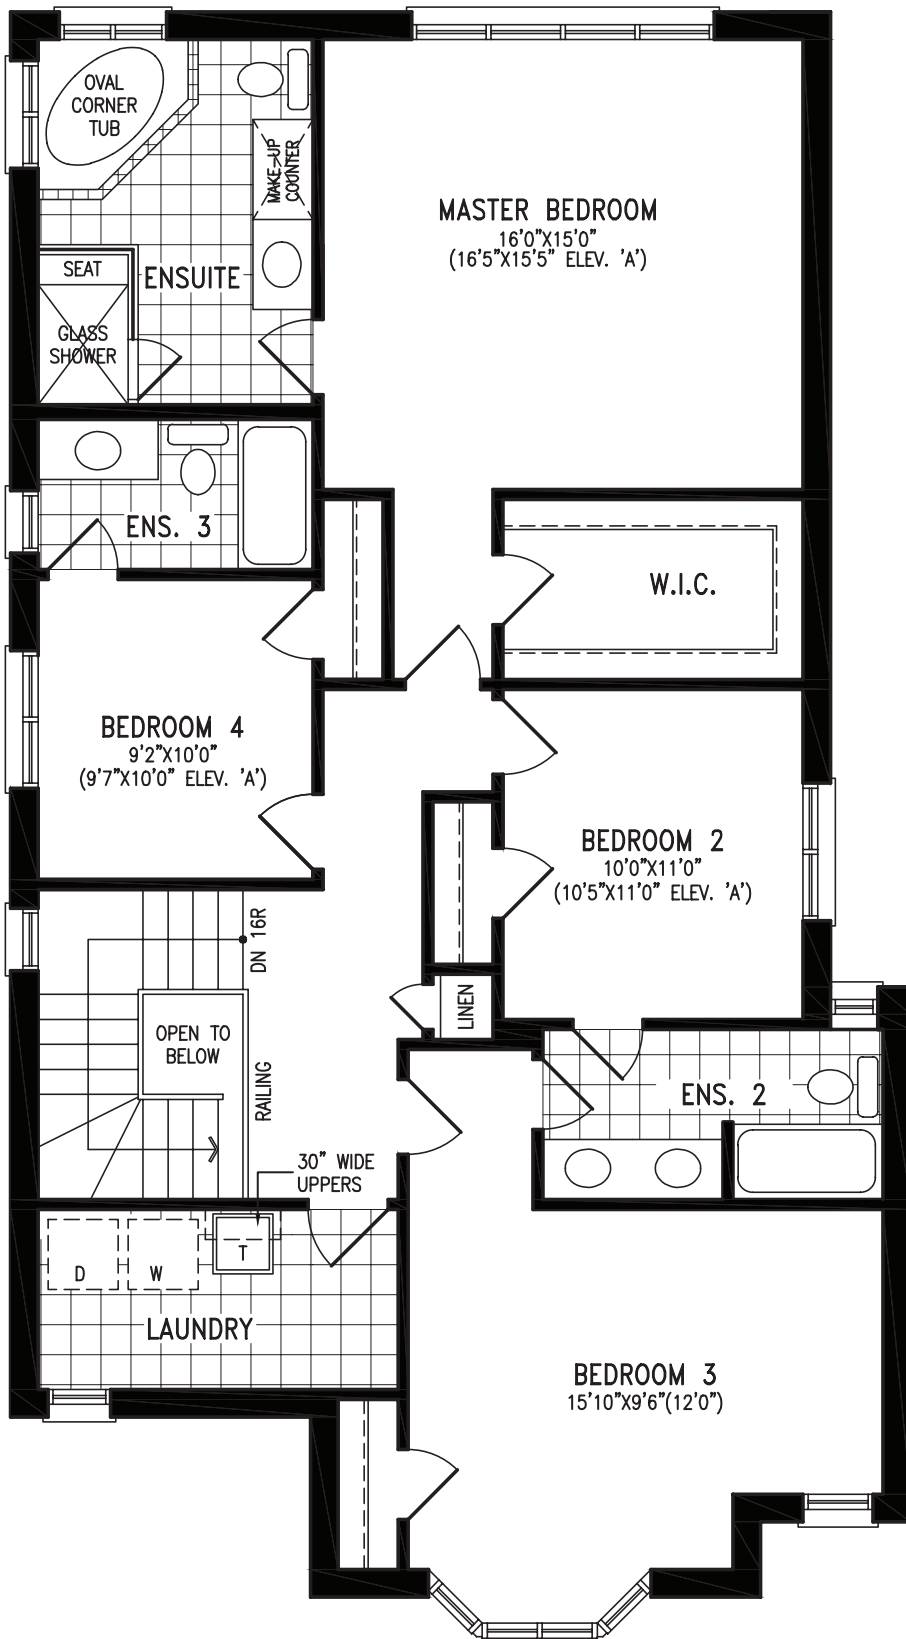 OVAL
CORNER
TUB
MAKE-UP
COUNTER
MASTER BEDROOM
16'0"X15'0"
(16'5"X15'5" ELEV. 'A')
SEAT
ENSUITE
GLASS
SHOWER
ENS. 3
W.I.C.
BEDROOM 4
9'2"X10'0"
(9'7"X10'0" ELEV. 'A')
BEDROOM 2
10'0"X11'0"
(10'5"X11'0" ELEV. 'A')
DN 16R
LINEN
OPEN TO
BELOW
RAILING
ENS. 2
30" WIDE
UPPERS
D
W
T
LAUNDRY
BEDROOM 3
15'10"X9'6"(12'0")